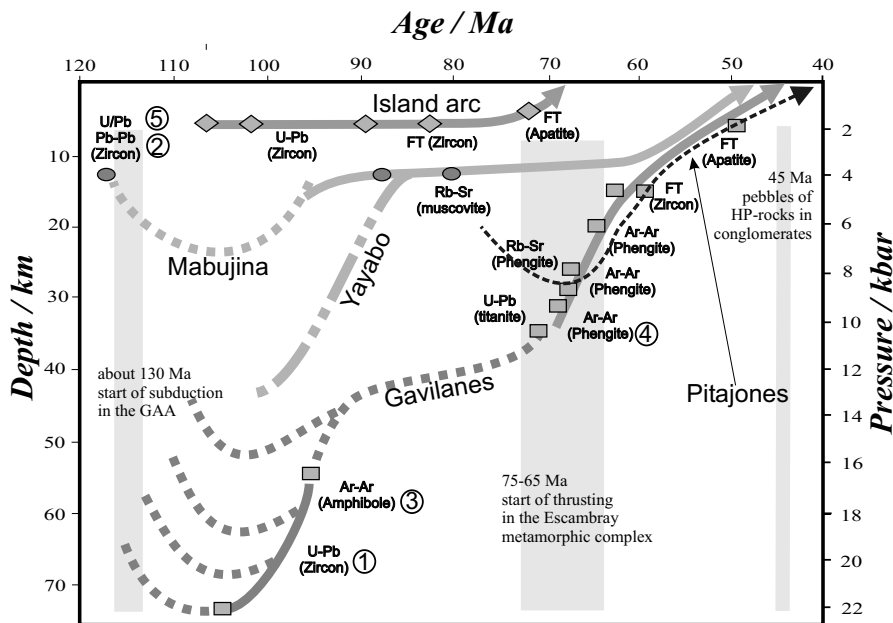 Age / Ma
120 110 100 90 80 70 60 50 40
Depth / km
10
20
30
40
50
60
70
Pressure / kbar
2
4
6
8
10
12
14
16
18
20
22
U/Pb ⑤
Pb-Pb
(Zircon) ②
Island arc
U-Pb
(Zircon)
FT (Zircon)
FT
(Apatite)
FT
(Apatite)
Rb-Sr
(muscovite)
FT
(Zircon)
45 Ma
pebbles of
HP-rocks in
conglomerates
Mabujina
Yayabo
Rb-Sr
(Phengite)
Ar-Ar
(Phengite)
Ar-Ar
(Phengite)
U-Pb
(titanite)
Ar-Ar
(Phengite) ④
about 130 Ma
start of subduction
in the GAA
Gavilanes
Pitajones
Ar-Ar
(Amphibole) ③
75-65 Ma
start of thrusting
in the Escambray
metamorphic complex
U-Pb
(Zircon) ①